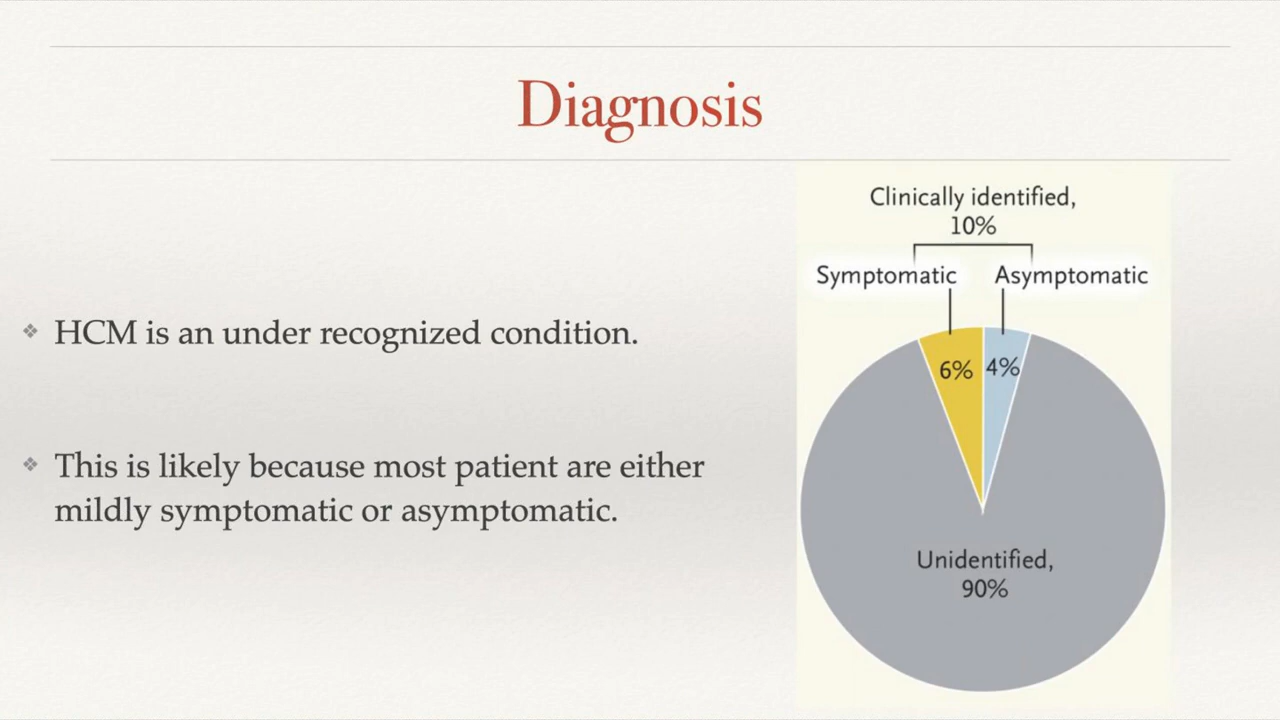 Diagnosis
HCM is an under recognized condition.
This is likely because most patient are either
mildly symptomatic or asymptomatic.
Clinically identified,
10%
Symptomatic
Asymptomatic
6%
4%
Unidentified,
90%